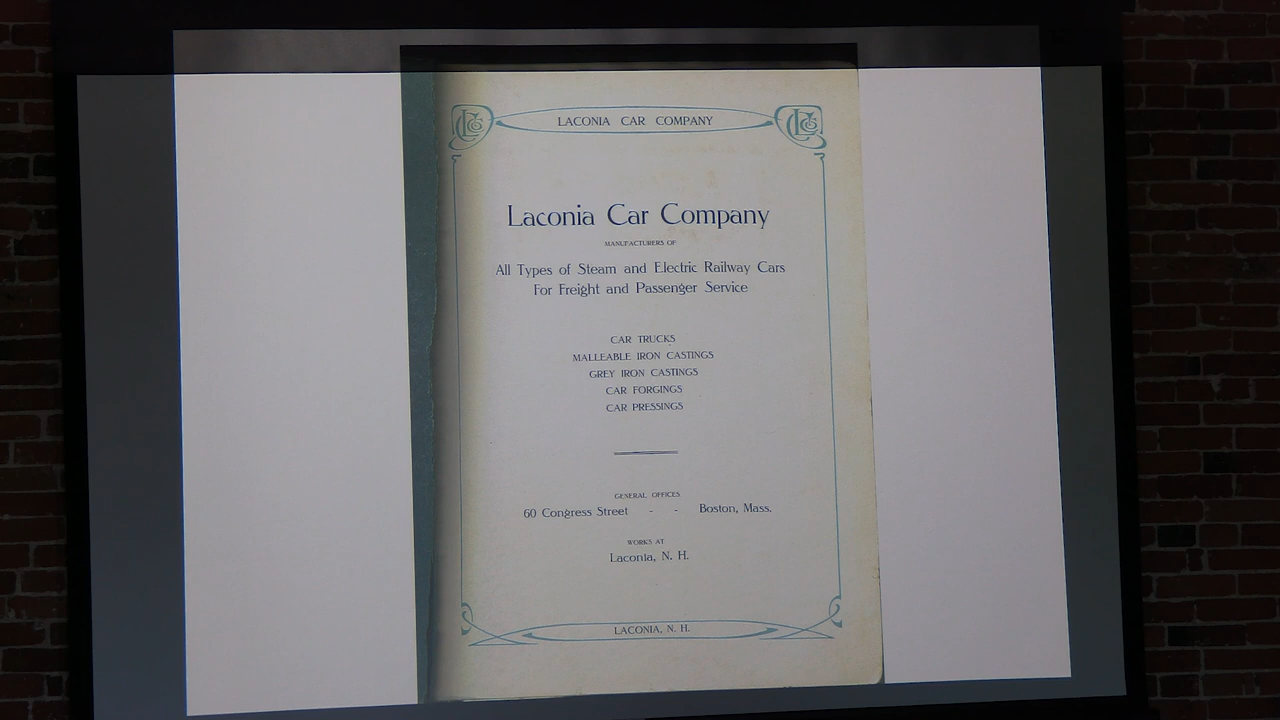 LACONIA CAR COMPANY
Laconia Car Company
MANUFACTURERS OF
All Types of Steam and Electric Railway Cars
For Freight and Passenger Service
CAR TRUCKS
MALLEABLE IRON CASTINGS
GREY IRON CASTINGS
CAR FORGINGS
CAR PRESSINGS
GENERAL OFFICES
60 Congress Street - - Boston, Mass.
WORKS AT
Laconia, N. H.
LACONIA, N. H.